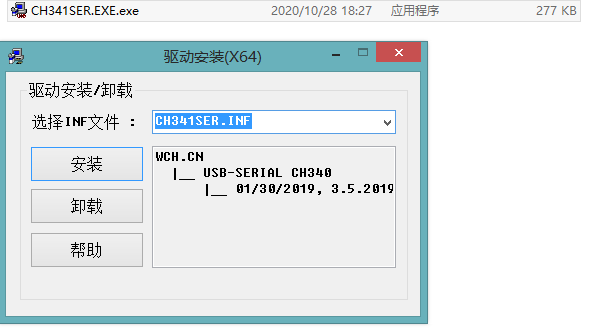 CH341SER.EXE.exe 2020/10/28 18:27 应用程序 277 KB
驱动安装(X64)
驱动安装/卸载
选择INF文件 : CH341SER.INF
安装
卸载
帮助
WCH.CN
|__ USB-SERIAL CH340
|__ 01/30/2019, 3.5.2019